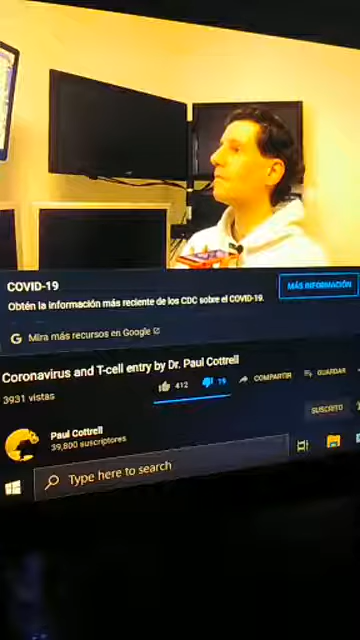 COVID-19
MÁS INFORMACIÓN
Obtén la información más reciente de los CDC sobre el COVID-19.
Mira más recursos en Google
Coronavirus and T-cell entry by Dr. Paul Cottrell
3931 vistas
412
COMPARTIR
GUARDAR
Paul Cottrell
39,800 suscriptores
SUSCRITO
Type here to search